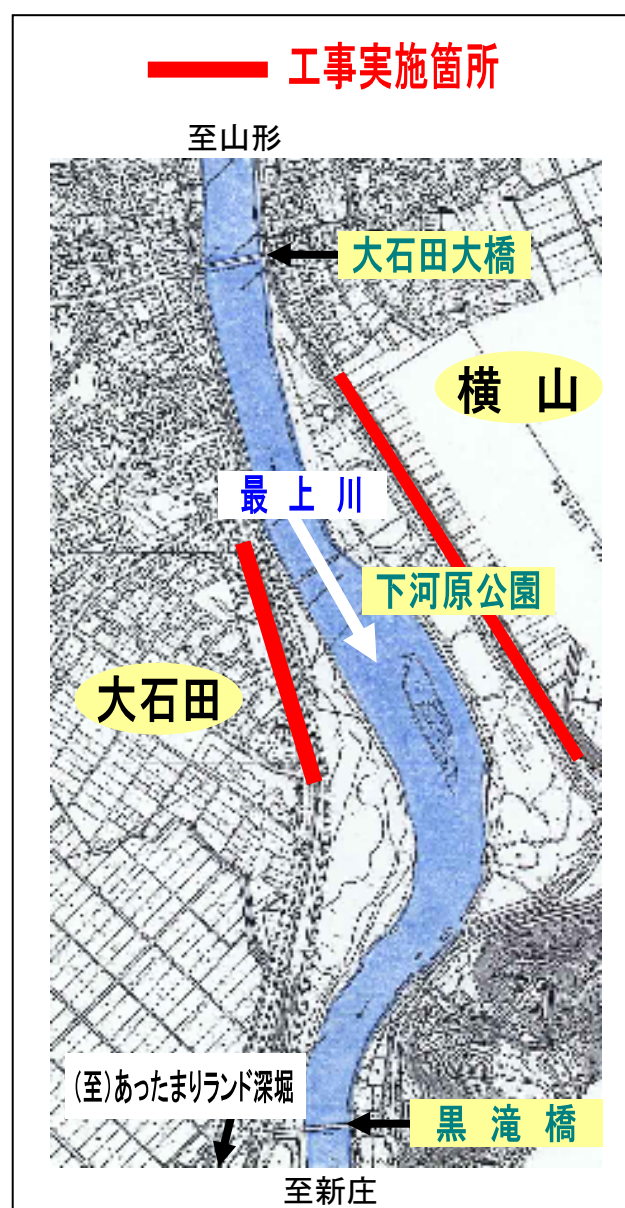 工事実施箇所
至山形
大石田大橋
横 山
最 上 川
下河原公園
大石田
(至)あったまりランド深堀
黒 滝 橋
至新庄